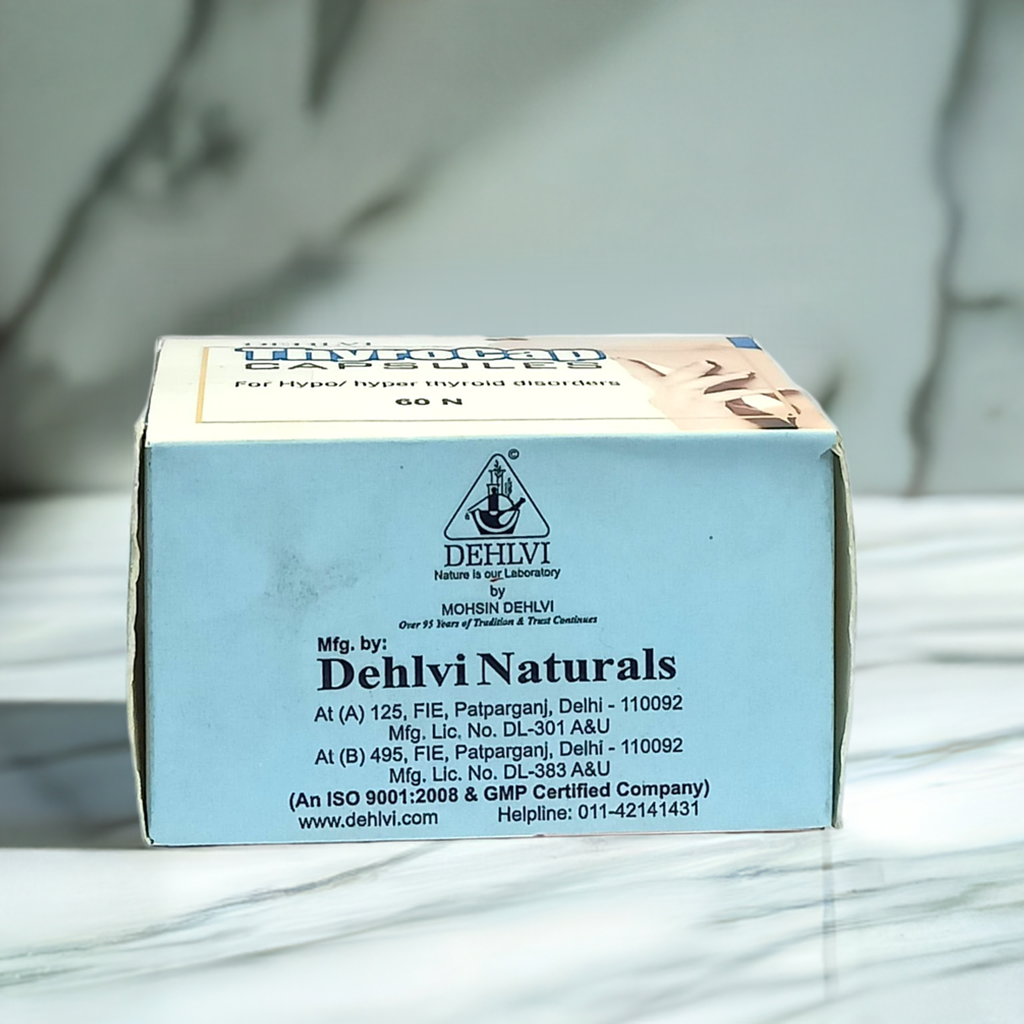 DEHLVI
ThyroCap
CAPSULES
For Hypo/ hyper thyroid disorders
60 N
©
DEHLVI
Nature is our Laboratory
by
MOHSIN DEHLVI
Over 95 Years of Tradition & Trust Continues
Mfg. by:
Dehlvi Naturals
At (A) 125, FIE, Patparganj, Delhi - 110092
Mfg. Lic. No. DL-301 A&U
At (B) 495, FIE, Patparganj, Delhi - 110092
Mfg. Lic. No. DL-383 A&U
(An ISO 9001:2008 & GMP Certified Company)
www.dehlvi.com Helpline: 011-42141431